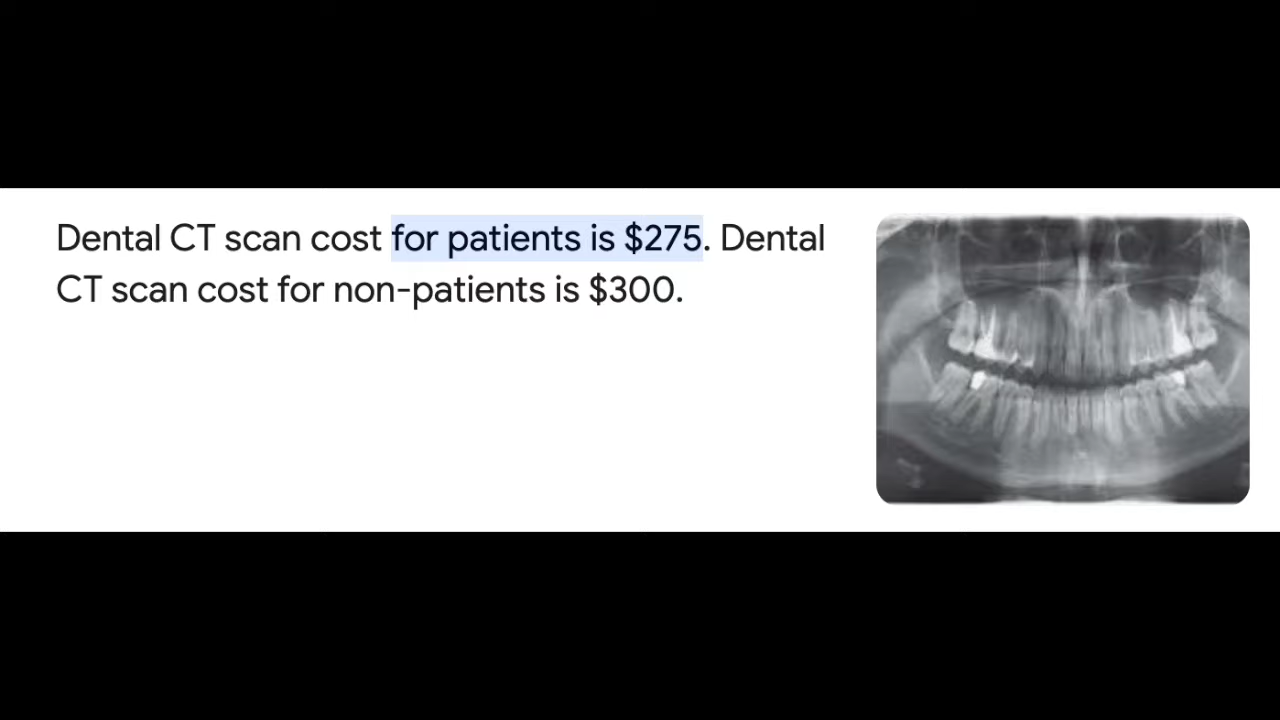 Dental CT scan cost for patients is $275. Dental
CT scan cost for non-patients is $300.